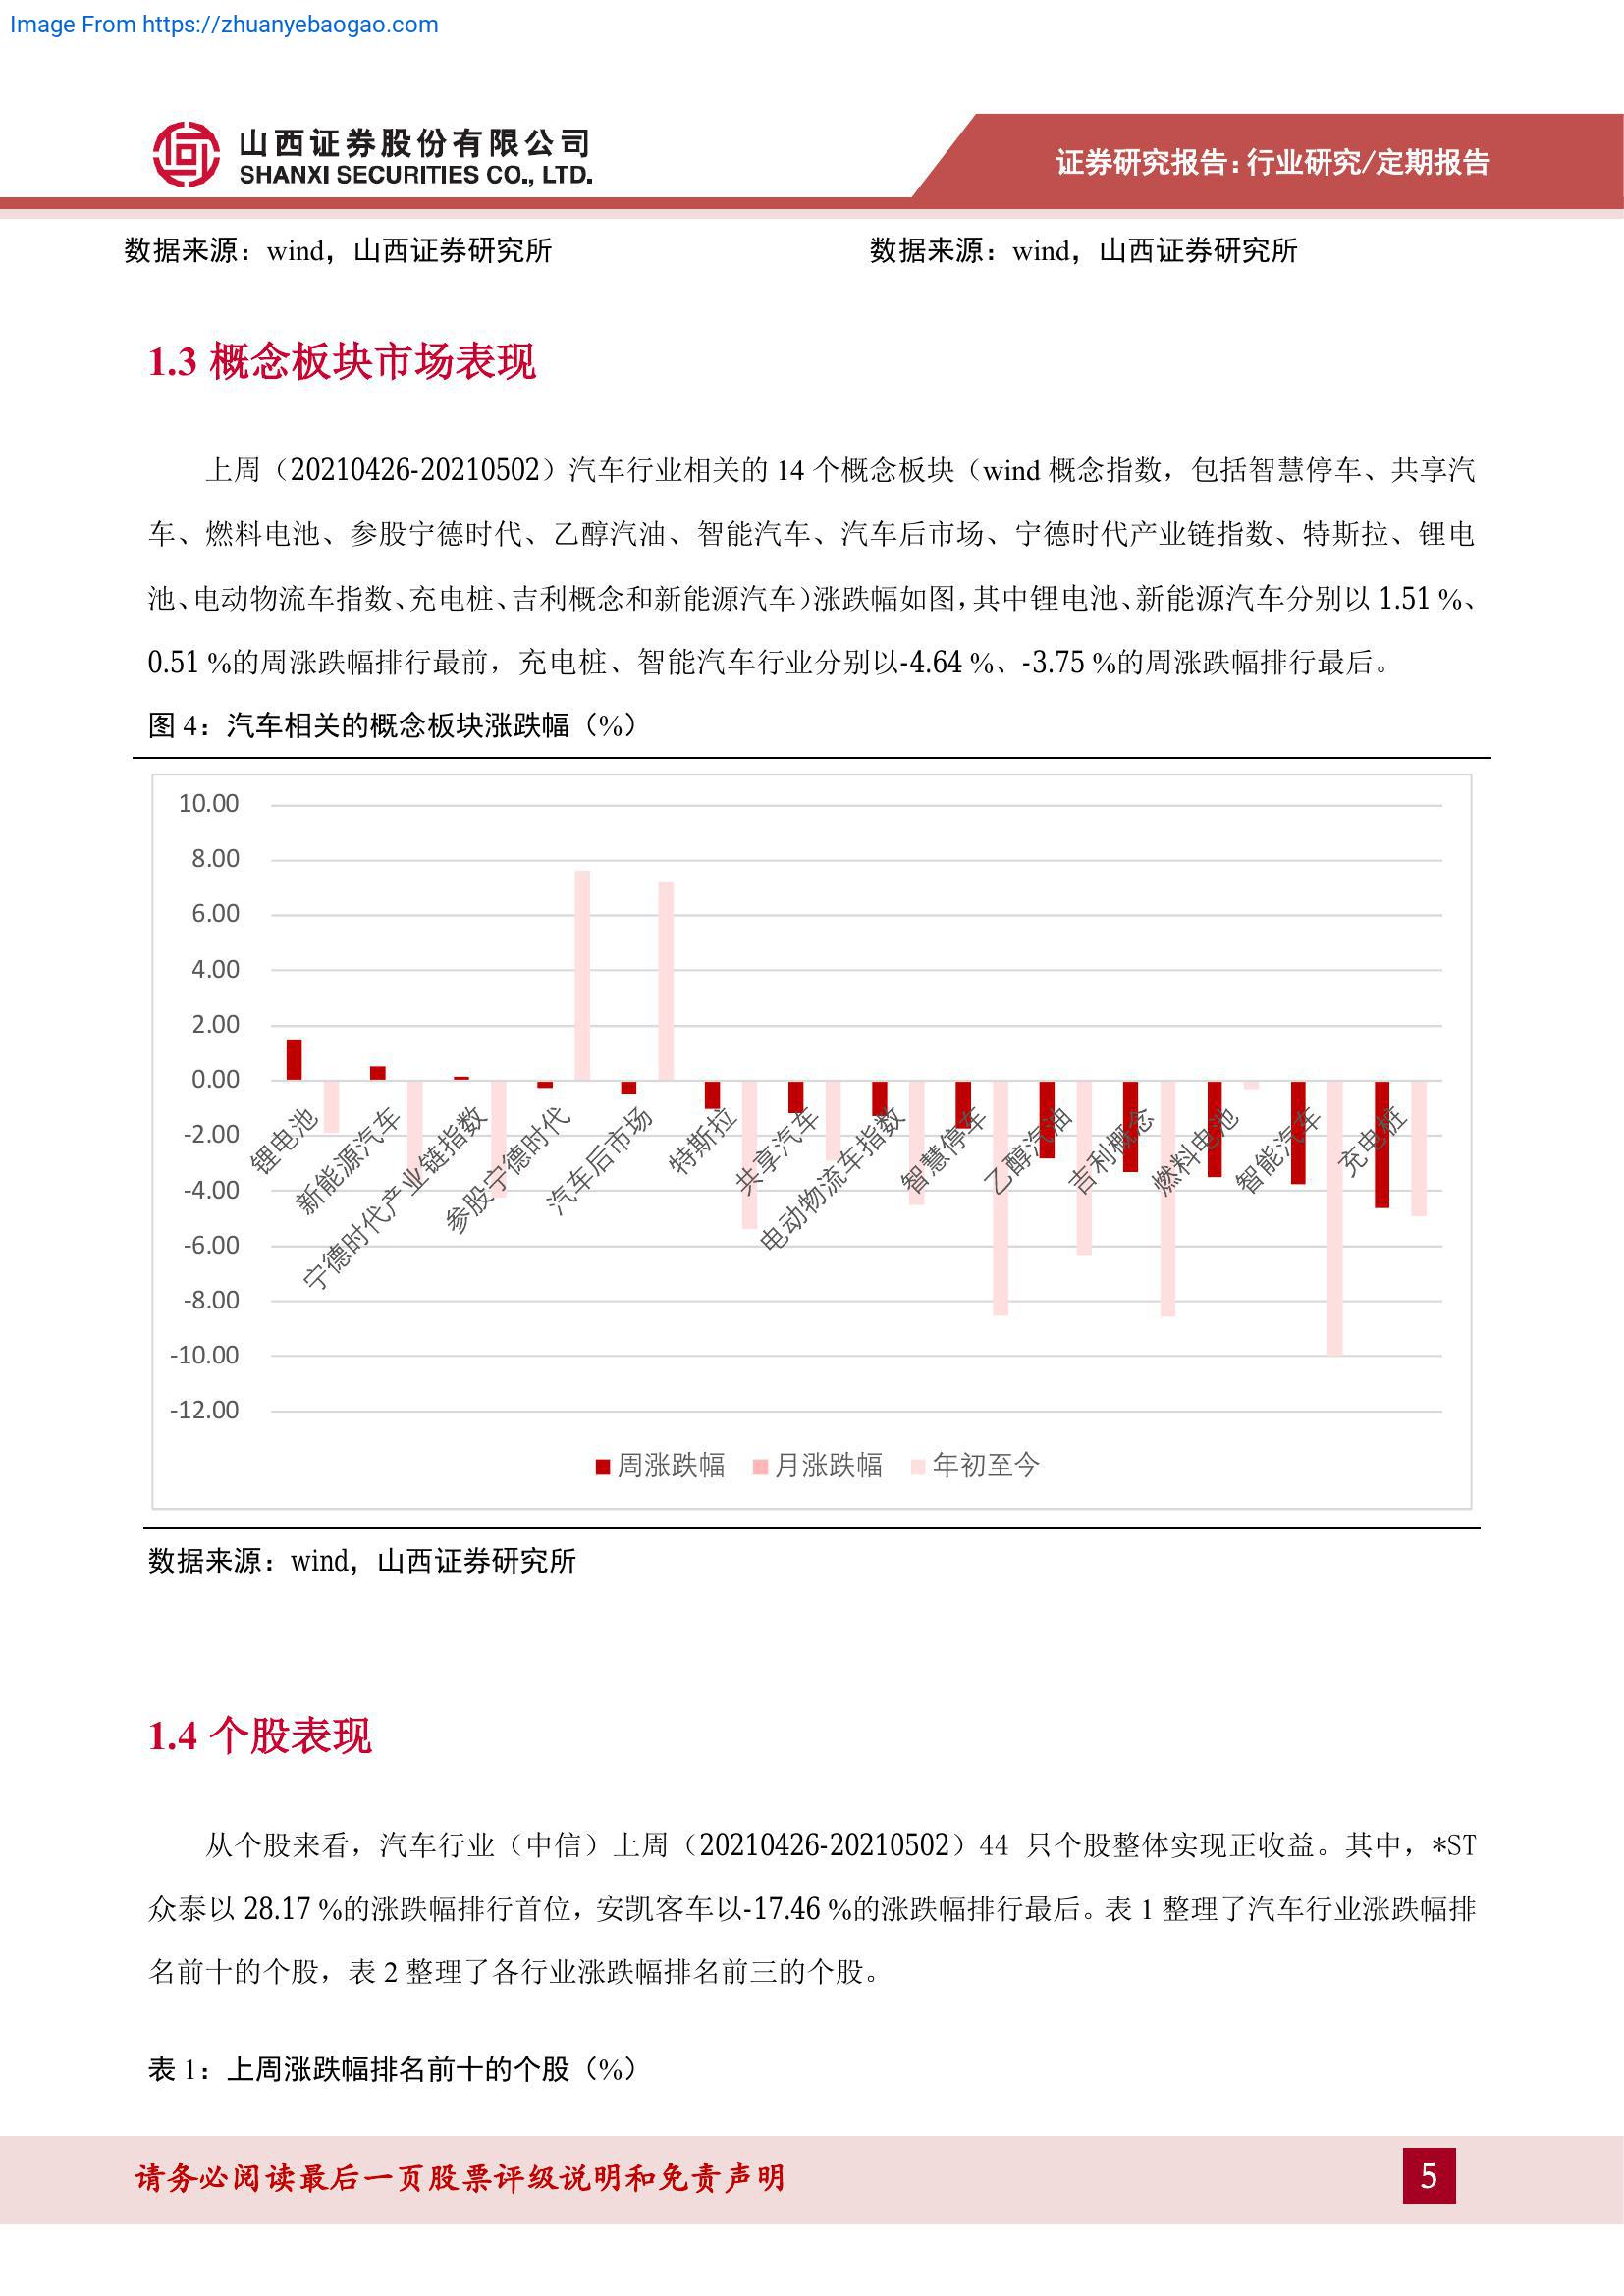 Image From https://zhuanyebaogao.com
山西证券股份有限公司
SHANXI SECURITIES CO., LTD.
证券研究报告：行业研究/定期报告
数据来源：wind，山西证券研究所
数据来源：wind，山西证券研究所
1.3 概念板块市场表现
上周（20210426-20210502）汽车行业相关的 14 个概念板块（wind 概念指数，包括智慧停车、共享汽
车、燃料电池、参股宁德时代、乙醇汽油、智能汽车、汽车后市场、宁德时代产业链指数、特斯拉、锂电
池、电动物流车指数、充电桩、吉利概念和新能源汽车）涨跌幅如图，其中锂电池、新能源汽车分别以 1.51 %、
0.51 %的周涨跌幅排行最前，充电桩、智能汽车行业分别以-4.64 %、-3.75 %的周涨跌幅排行最后。
图 4：汽车相关的概念板块涨跌幅（%）
10.00
8.00
6.00
4.00
2.00
0.00
-2.00
-4.00
-6.00
-8.00
-10.00
-12.00
锂电池
新能源汽车
宁德时代产业链指数
参股宁德时代
汽车后市场
特斯拉
共享汽车
电动物流车指数
智慧停车
乙醇汽油
吉利概念
燃料电池
智能汽车
充电桩
周涨跌幅 月涨跌幅 年初至今
数据来源：wind，山西证券研究所
1.4 个股表现
从个股来看，汽车行业（中信）上周（20210426-20210502）44 只个股整体实现正收益。其中，*ST
众泰以 28.17 %的涨跌幅排行首位，安凯客车以-17.46 %的涨跌幅排行最后。表 1 整理了汽车行业涨跌幅排
名前十的个股，表 2 整理了各行业涨跌幅排名前三的个股。
表 1：上周涨跌幅排名前十的个股（%）
请务必阅读最后一页股票评级说明和免责声明
5